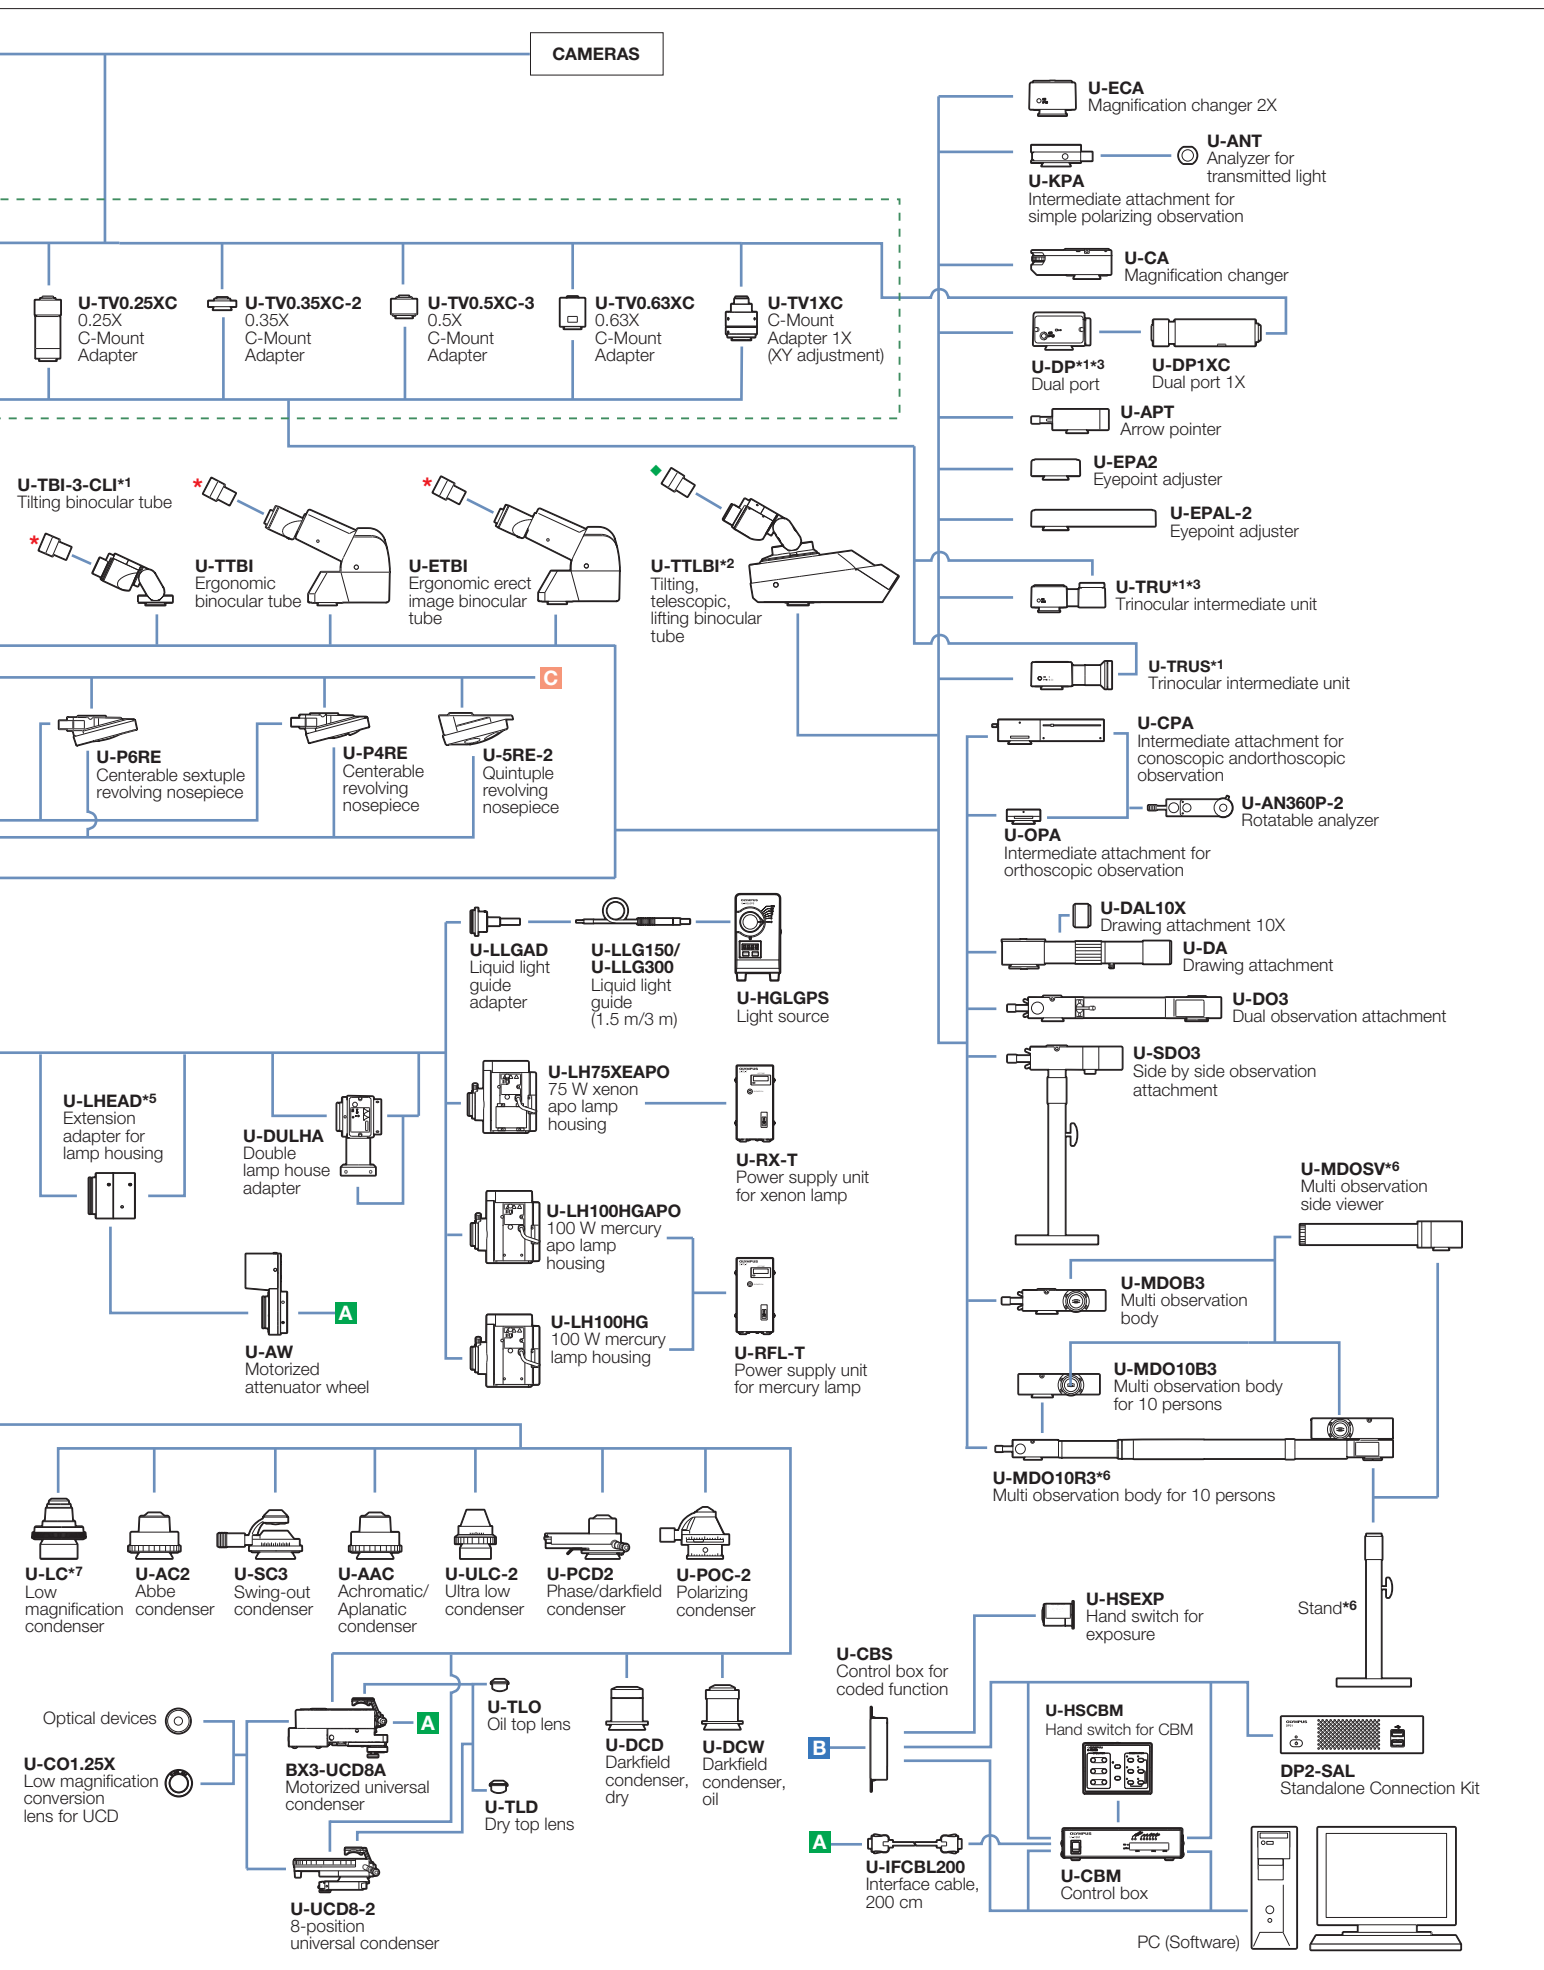 CAMERAS
U-ECA
Magnification changer 2X
U-ANT
Analyzer for
transmitted light
U-KPA
Intermediate attachment for
simple polarizing observation
U-CA
Magnification changer
U-TV0.25XC
0.25X
C-Mount
Adapter
U-TV0.35XC-2
0.35X
C-Mount
Adapter
U-TV0.5XC-3
0.5X
C-Mount
Adapter
U-TV0.63XC
0.63X
C-Mount
Adapter
U-TV1XC
C-Mount
Adapter 1X
(XY adjustment)
U-DP*1*3
Dual port
U-DP1XC
Dual port 1X
U-APT
Arrow pointer
U-EPA2
Eyepoint adjuster
U-EPAL-2
Eyepoint adjuster
U-TBI-3-CLI*1
Tilting binocular tube
*
*
*
U-TTBI
Ergonomic
binocular tube
U-ETBI
Ergonomic erect
image binocular
tube
U-TTLBI*2
Tilting,
telescopic,
lifting binocular
tube
U-TRU*1*3
Trinocular intermediate unit
U-TRUS*1
Trinocular intermediate unit
C
U-P6RE
Centerable sextuple
revolving nosepiece
U-P4RE
Centerable
revolving
nosepiece
U-5RE-2
Quintuple
revolving
nosepiece
U-CPA
Intermediate attachment for
conoscopic andorthoscopic
observation
U-AN360P-2
Rotatable analyzer
U-OPA
Intermediate attachment for
orthoscopic observation
U-DAL10X
Drawing attachment 10X
U-DA
Drawing attachment
U-LLGAD
Liquid light
guide
adapter
U-LLG150/
U-LLG300
Liquid light
guide
(1.5 m/3 m)
OLYMPUS
U-HGLGPS
Light source
U-DO3
Dual observation attachment
U-SDO3
Side by side observation
attachment
U-LHEAD*5
Extension
adapter for
lamp housing
U-DULHA
Double
lamp house
adapter
U-LH75XEAPO
75 W xenon
apo lamp
housing
OLYMPUS
U-RX-T
Power supply unit
for xenon lamp
U-LH100HGAPO
100 W mercury
apo lamp
housing
U-LH100HG
100 W mercury
lamp housing
OLYMPUS
U-RFL-T
Power supply unit
for mercury lamp
A
U-AW
Motorized
attenuator wheel
U-MDOSV*6
Multi observation
side viewer
U-MDOB3
Multi observation
body
U-MDO10B3
Multi observation body
for 10 persons
U-MDO10R3*6
Multi observation body for 10 persons
U-LC*7
Low
magnification
condenser
U-AC2
Abbe
condenser
U-SC3
Swing-out
condenser
U-AAC
Achromatic/
Aplanatic
condenser
U-ULC-2
Ultra low
condenser
U-PCD2
Phase/darkfield
condenser
U-POC-2
Polarizing
condenser
Stand*6
U-HSEXP
Hand switch for
exposure
U-CBS
Control box for
coded function
B
Optical devices
U-CO1.25X
Low magnification
conversion
lens for UCD
A
BX3-UCD8A
Motorized universal
condenser
U-TLO
Oil top lens
U-TLD
Dry top lens
U-DCD
Darkfield
condenser,
dry
U-DCW
Darkfield
condenser,
oil
U-UCD8-2
8-position
universal condenser
U-HSCBM
Hand switch for CBM
OLYMPUS
DP2-SAL
Standalone Connection Kit
A
U-IFCBL200
Interface cable,
200 cm
OLYMPUS
U-CBM
Control box
PC (Software)